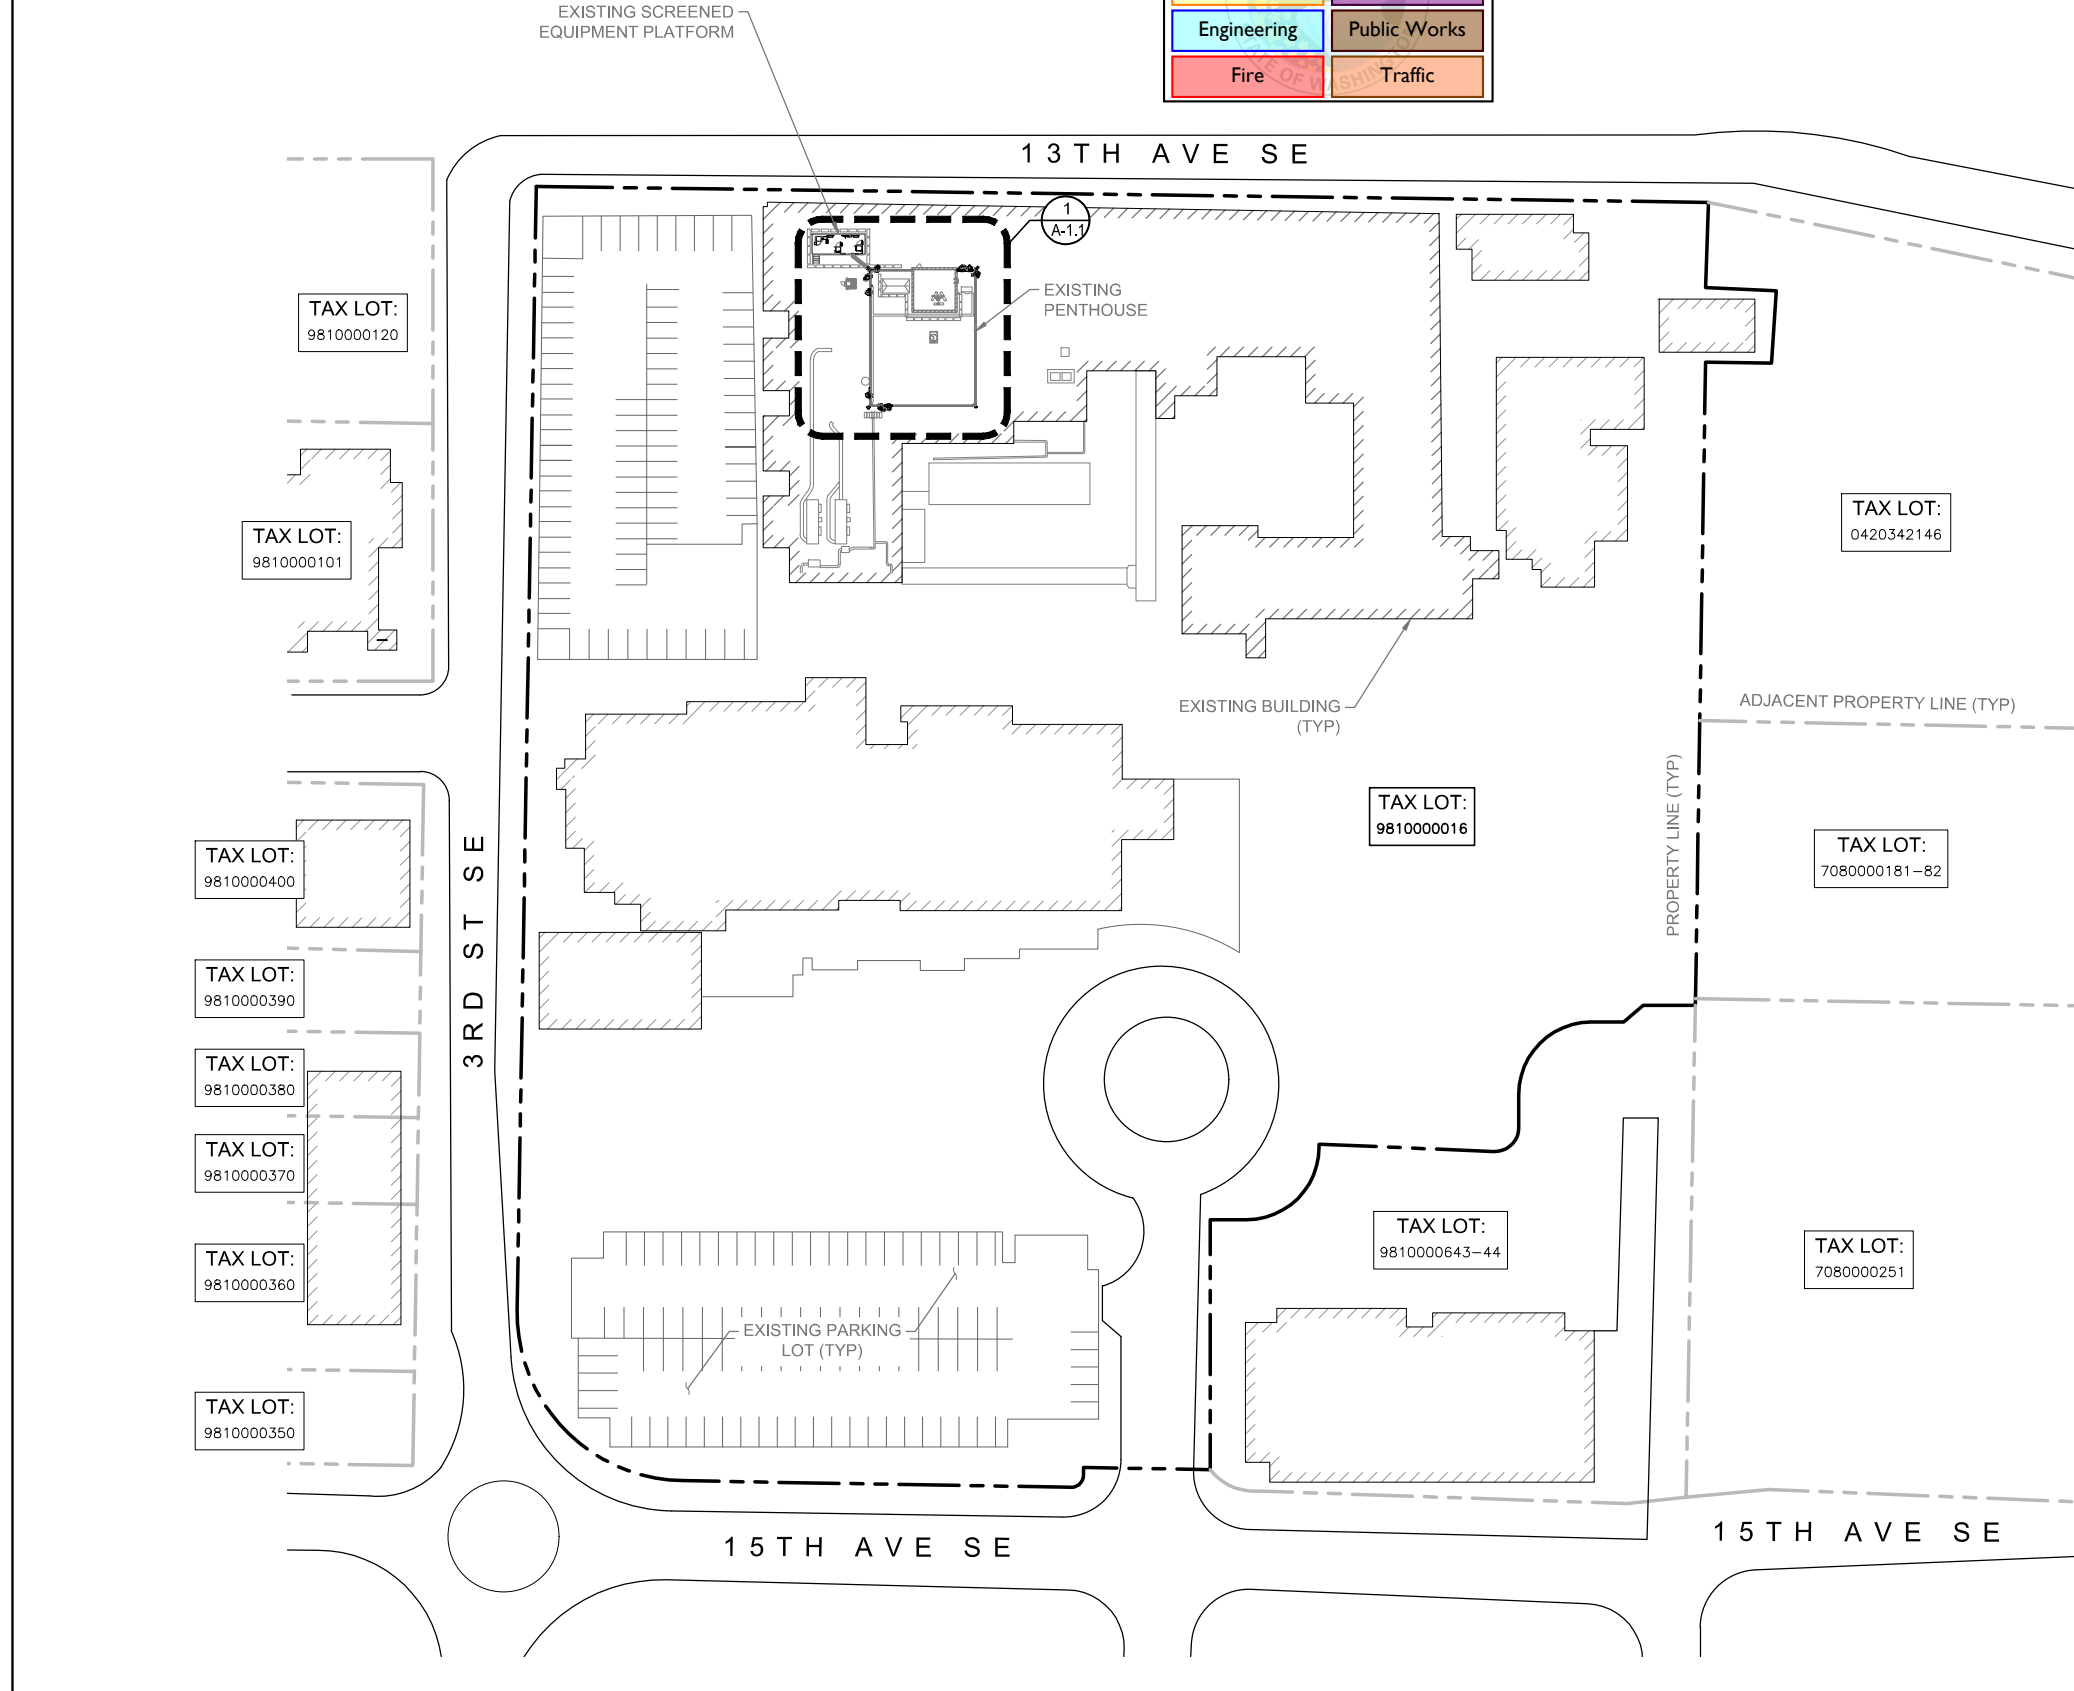 EXISTING SCREENED
EQUIPMENT PLATFORM
Engineering
Public Works
Fire
Traffic
STATE OF WASHINGTON
13TH AVE SE
1
A-1.1
EXISTING
PENTHOUSE
TAX LOT:
9810000120
TAX LOT:
9810000101
TAX LOT:
0420342146
EXISTING BUILDING
(TYP)
ADJACENT PROPERTY LINE (TYP)
PROPERTY LINE (TYP)
TAX LOT:
9810000016
TAX LOT:
7080000181-82
TAX LOT:
9810000400
3RD ST SE
TAX LOT:
9810000390
TAX LOT:
9810000380
TAX LOT:
9810000370
TAX LOT:
9810000360
TAX LOT:
9810000350
TAX LOT:
9810000643-44
TAX LOT:
7080000251
EXISTING PARKING
LOT (TYP)
15TH AVE SE
15TH AVE SE